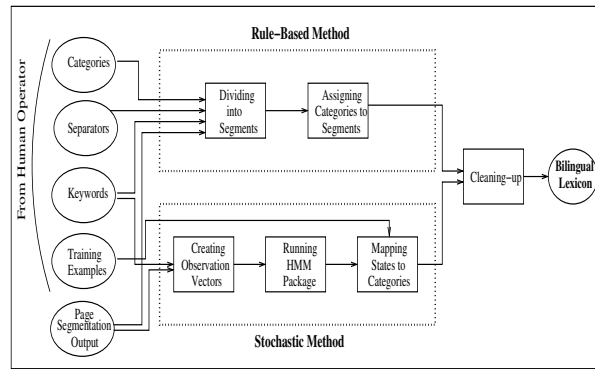 Rule-Based Method
From Human Operator
Categories
Separators
Keywords
Training
Examples
Page
Segmentation
Output
Dividing
into
Segments
Assigning
Categories to
Segments
Creating
Observation
Vectors
Running
HMM
Package
Mapping
States to
Categories
Stochastic Method
Cleaning-up
Bilingual
Lexicon